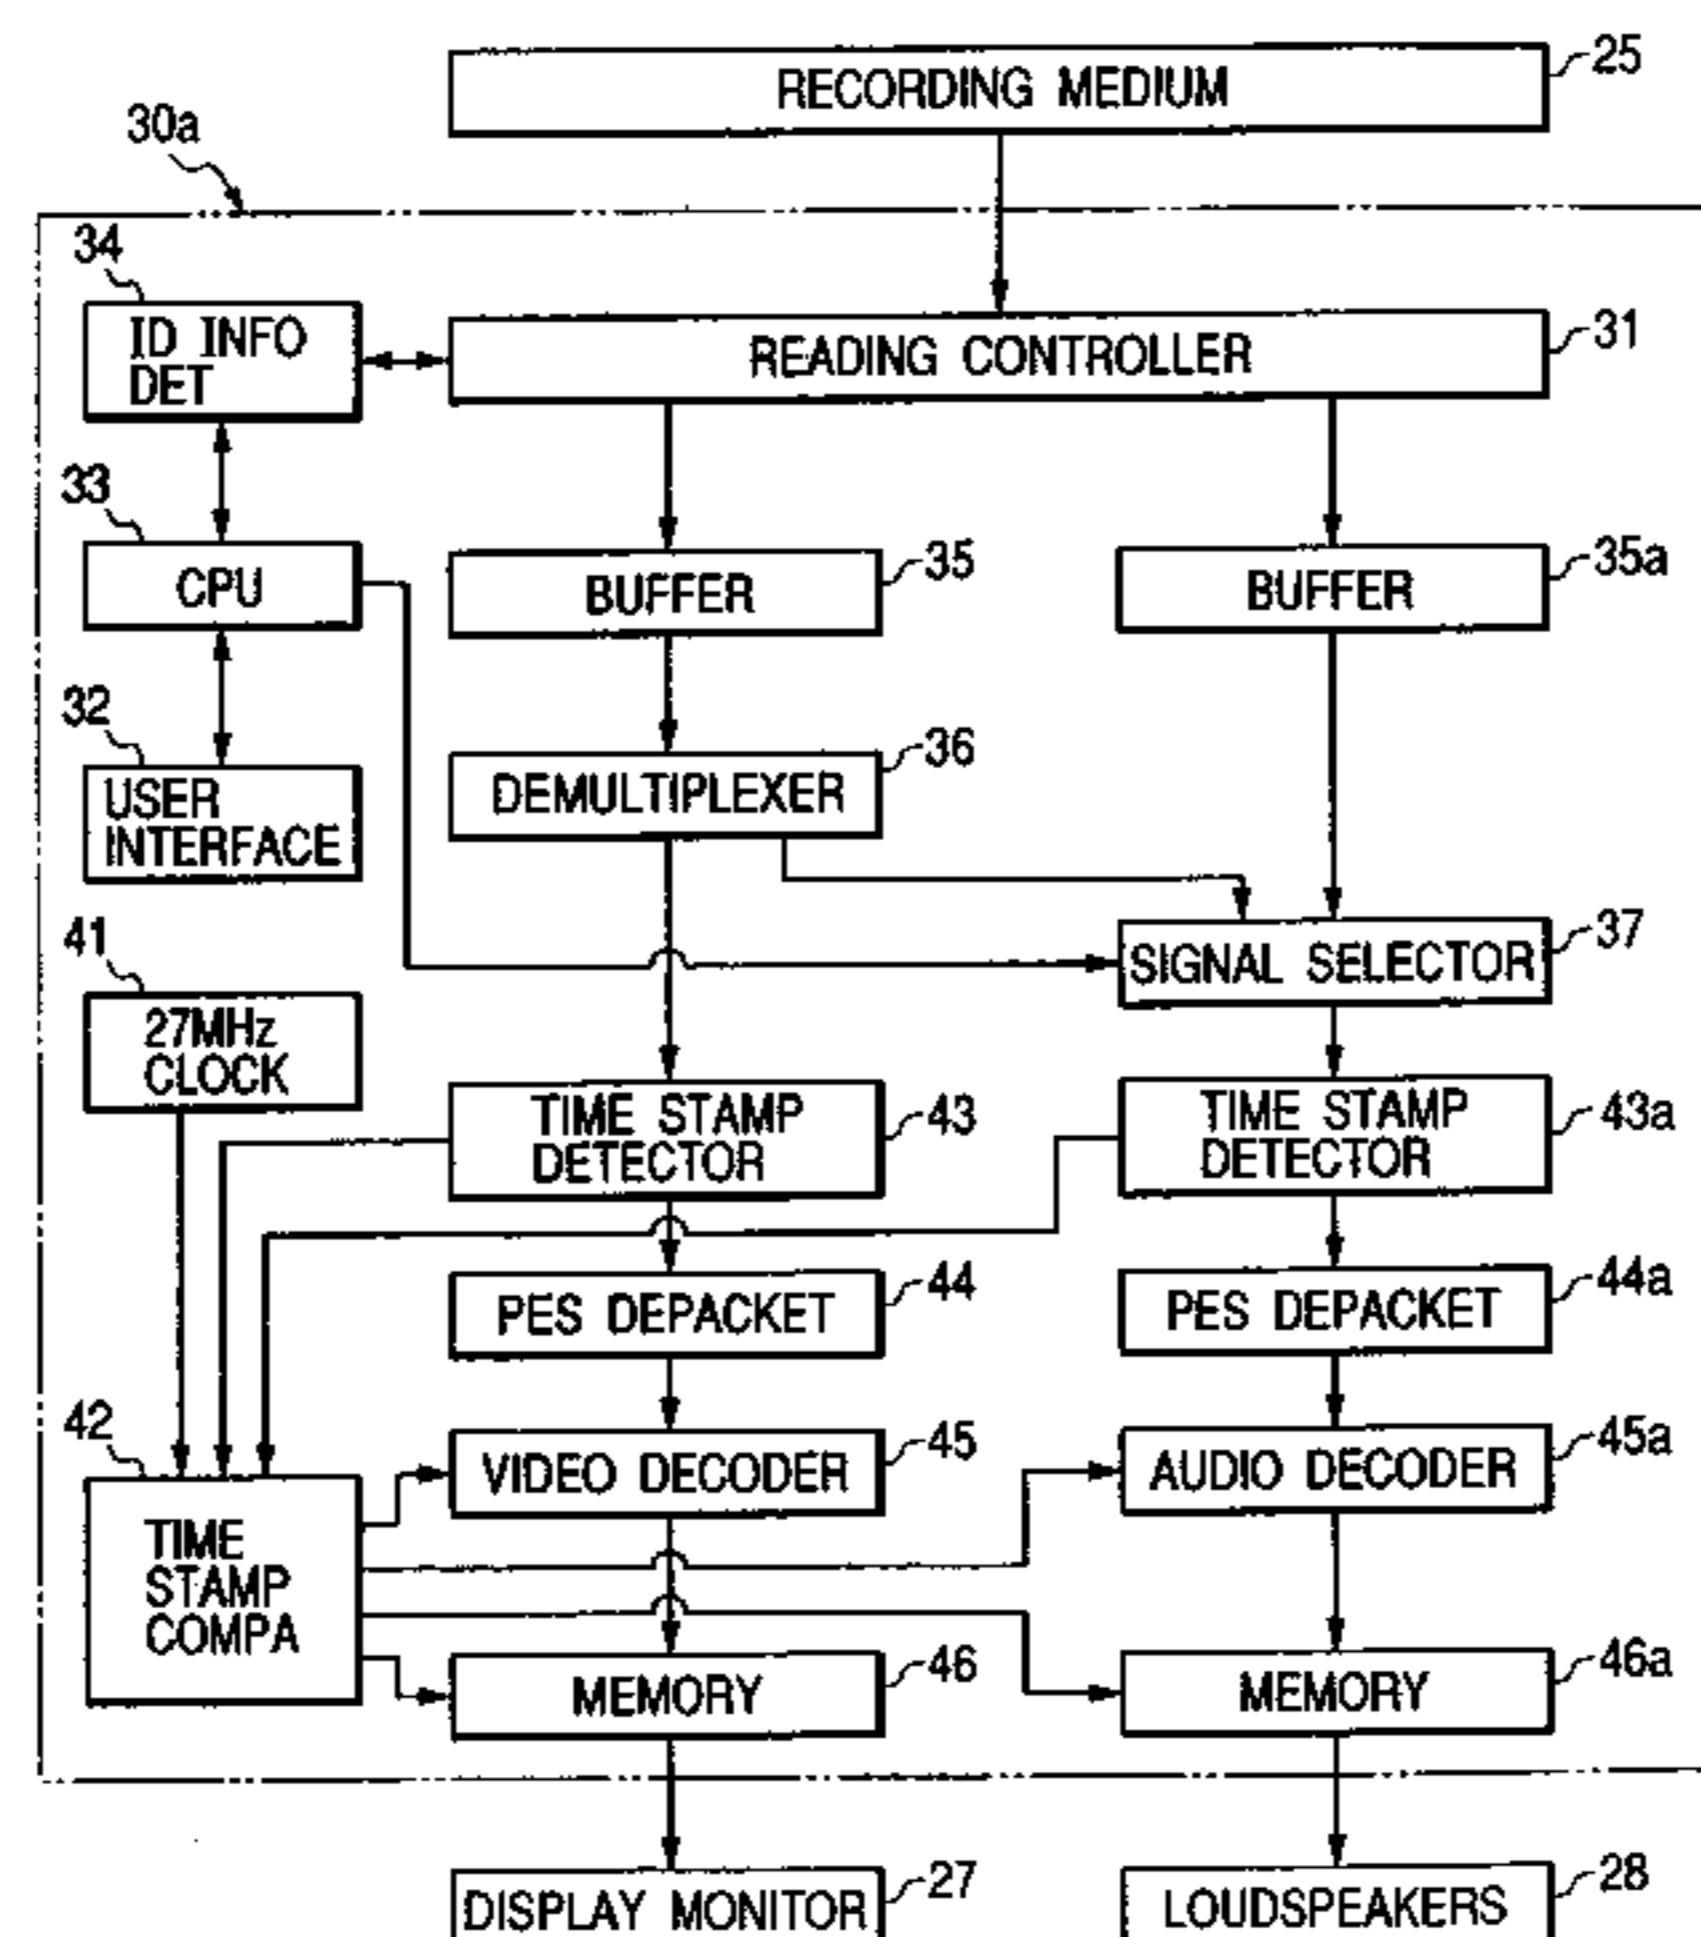 RECORDING MEDIUM
25
30a
34
ID INFO
DET
READING CONTROLLER
31
33
CPU
BUFFER
35
BUFFER
35a
32
USER
INTERFACE
DEMULTIPLEXER
36
41
27MHz
CLOCK
SIGNAL SELECTOR
37
TIME STAMP
DETECTOR
43
TIME STAMP
DETECTOR
43a
PES DEPACKET
44
PES DEPACKET
44a
42
TIME
STAMP
COMPA
VIDEO DECODER
45
AUDIO DECODER
45a
MEMORY
46
MEMORY
46a
DISPLAY MONITOR
27
LOUDSPEAKERS
28